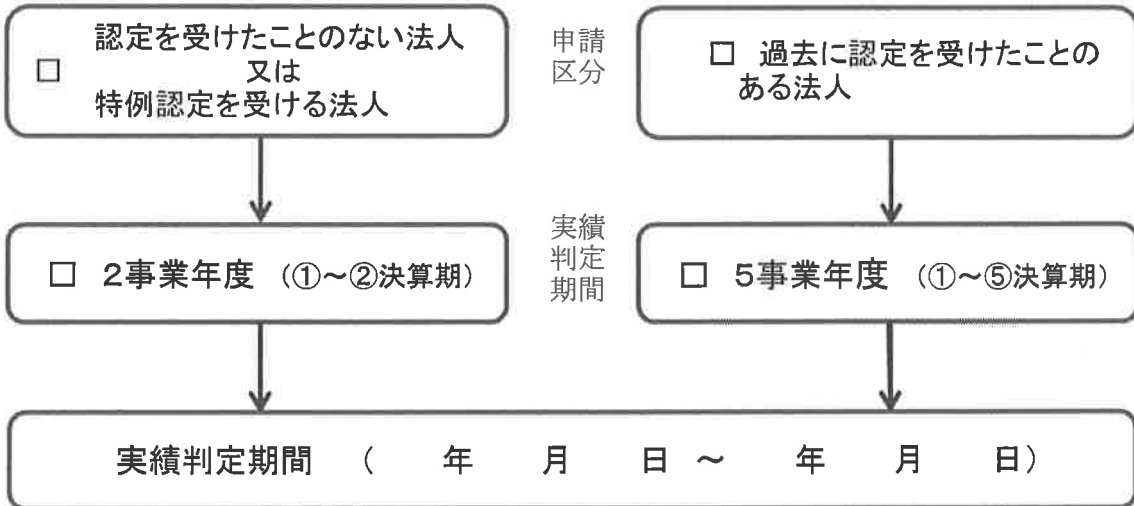 認定を受けたことのない法人
□ 又は
特例認定を受ける法人
申請
区分
□ 過去に認定を受けたことの
ある法人
□ 2事業年度 (①～②決算期)
実績
判定
期間
□ 5事業年度 (①～⑤決算期)
実績判定期間 ( 年 月 日 ～ 年 月 日)